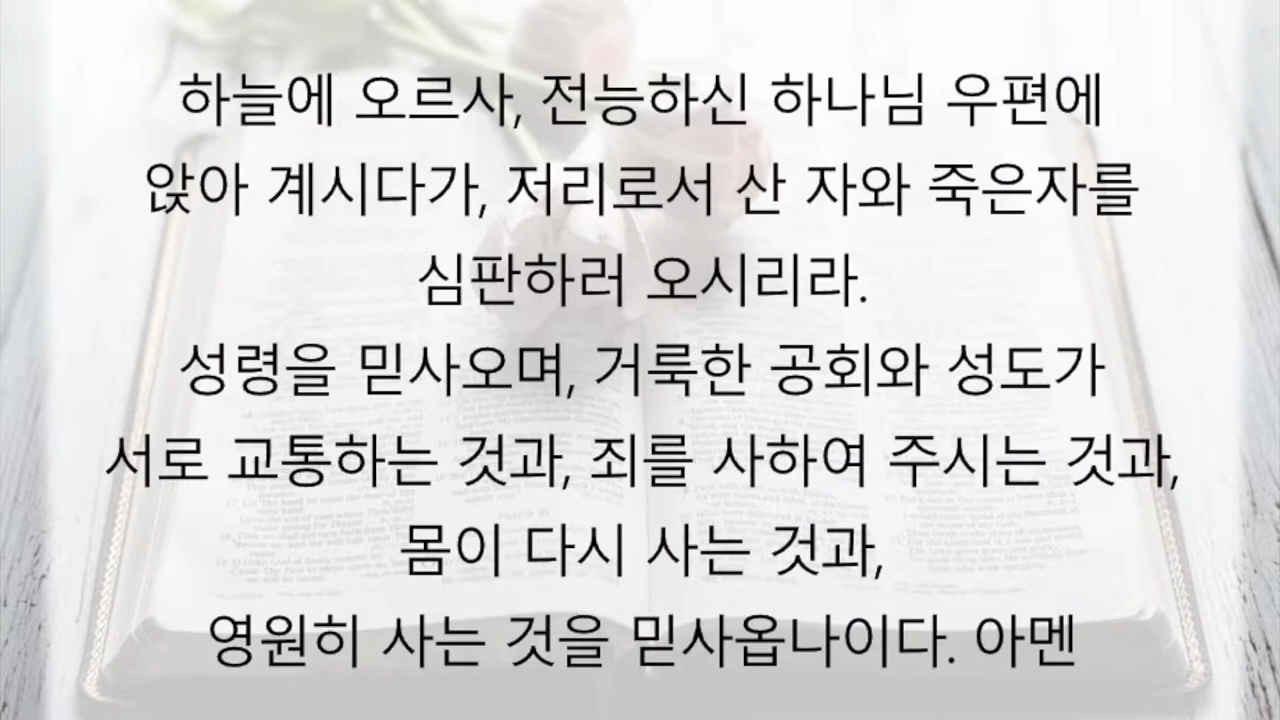 하늘에 오르사, 전능하신 하나님 우편에
앉아 계시다가, 저리로서 산 자와 죽은자를
심판하러 오시리라.
성령을 믿사오며, 거룩한 공회와 성도가
서로 교통하는 것과, 죄를 사하여 주시는 것과,
몸이 다시 사는 것과,
영원히 사는 것을 믿사옵나이다. 아멘